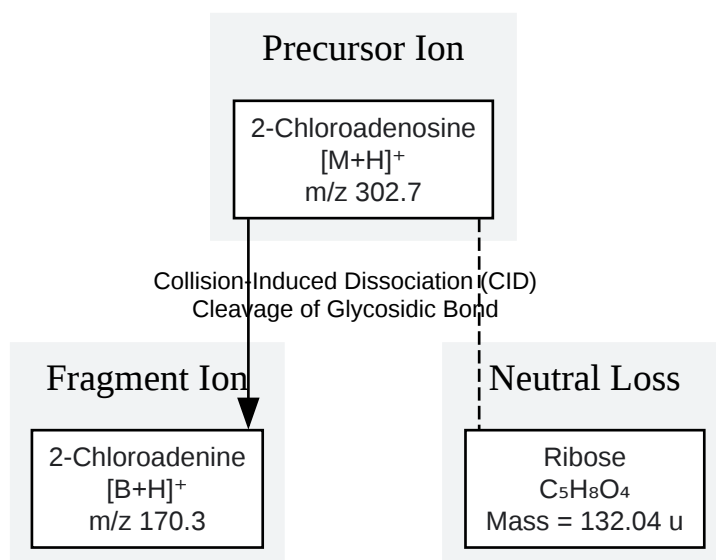 Precursor Ion
2-Chloroadenosine
[M+H]⁺
m/z 302.7
Collision-Induced Dissociation (CID)
Cleavage of Glycosidic Bond
Fragment Ion
2-Chloroadenine
[B+H]⁺
m/z 170.3
Neutral Loss
Ribose
C₅H₈O₄
Mass = 132.04 u